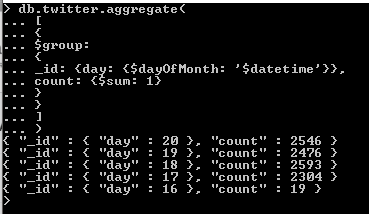 > db.twitter.aggregate(
... [
... {
... $group:
... {
... _id: {day: {$dayOfMonth: '$datetime'}},
... count: {$sum: 1}
... }
... }
... ]
... )
{ "_id" : { "day" : 20 }, "count" : 2546 }
{ "_id" : { "day" : 19 }, "count" : 2476 }
{ "_id" : { "day" : 18 }, "count" : 2593 }
{ "_id" : { "day" : 17 }, "count" : 2304 }
{ "_id" : { "day" : 16 }, "count" : 19 }
>